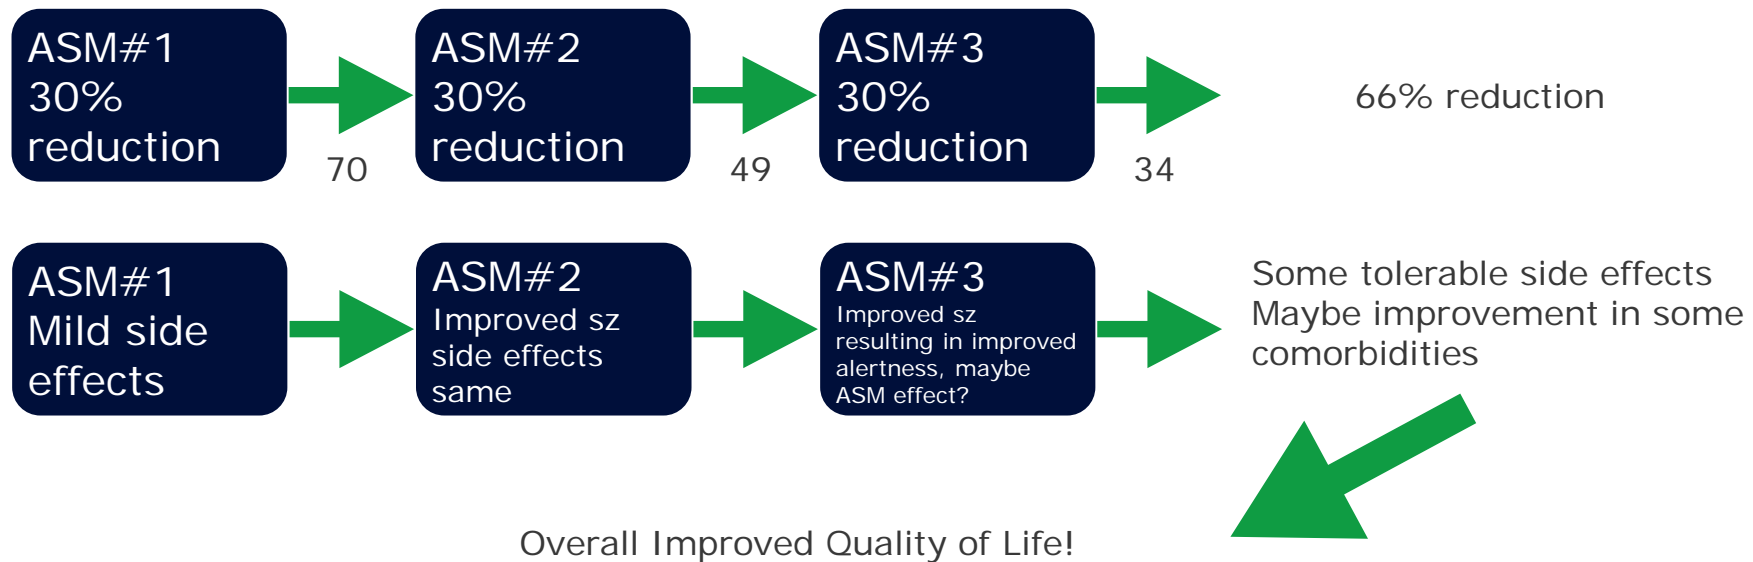 ASM#1
30%
reduction
70
ASM#2
30%
reduction
49
ASM#3
30%
reduction
34
66% reduction
ASM#1
Mild side
effects
ASM#2
Improved sz
side effects
same
ASM#3
Improved sz
resulting in improved
alertness, maybe
ASM effect?
Some tolerable side effects
Maybe improvement in some
comorbidities
Overall Improved Quality of Life!